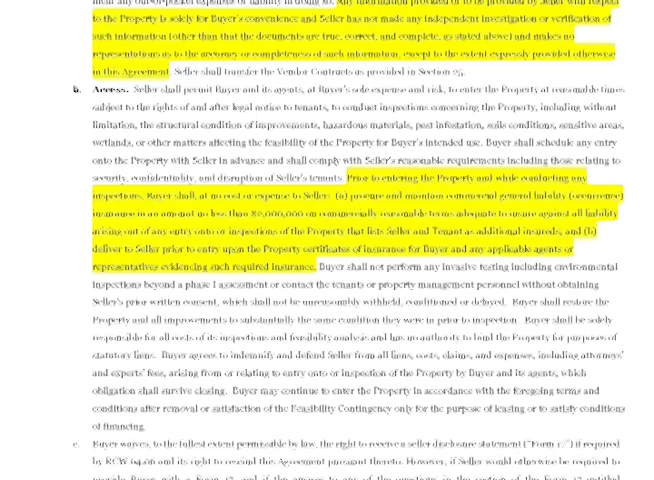 them any out-of-pocket expenses or liability in doing so. Any information provided or to be provided by Seller with respect
to the Property is solely for Buyer's convenience and Seller has not made any independent investigation or verification of
such information (other than that the documents are true, correct, and complete, as stated above) and makes no
representations as to the accuracy or completeness of such information, except to the extent expressly provided otherwise
in this Agreement. Seller shall transfer the Vendor Contracts as provided in Section 25.
b. Access. Seller shall permit Buyer and its agents, at Buyer's sole expense and risk, to enter the Property at reasonable times
subject to the rights of and after legal notice to tenants, to conduct inspections concerning the Property, including without
limitation, the structural condition of improvements, hazardous materials, pest infestation, soils conditions, sensitive areas,
wetlands, or other matters affecting the feasibility of the Property for Buyer's intended use. Buyer shall schedule any entry
onto the Property with Seller in advance and shall comply with Seller's reasonable requirements including those relating to
security, confidentiality, and disruption of Seller's tenants. Prior to entering the Property and while conducting any
inspections, Buyer shall, at no cost or expense to Seller: (a) procure and maintain commercial general liability (occurrence)
insurance in an amount no less than $2,000,000 on commercially reasonable terms adequate to insure against all liability
arising out of any entry onto or inspections of the Property that lists Seller and Tenant as additional insureds; and (b)
deliver to Seller prior to entry upon the Property certificates of insurance for Buyer and any applicable agents or
representatives evidencing such required insurance. Buyer shall not perform any invasive testing including environmental
inspections beyond a phase I assessment or contact the tenants or property management personnel without obtaining
Seller's prior written consent, which shall not be unreasonably withheld, conditioned or delayed. Buyer shall restore the
Property and all improvements to substantially the same condition they were in prior to inspection. Buyer shall be solely
responsible for all costs of its inspections and feasibility analysis and has no authority to bind the Property for purposes of
statutory liens. Buyer agrees to indemnify and defend Seller from all liens, costs, claims, and expenses, including attorneys'
and experts' fees, arising from or relating to entry onto or inspection of the Property by Buyer and its agents, which
obligation shall survive closing. Buyer may continue to enter the Property in accordance with the foregoing terms and
conditions after removal or satisfaction of the Feasibility Contingency only for the purpose of leasing or to satisfy conditions
of financing.
c. Buyer waives, to the fullest extent permissible by law, the right to receive a seller disclosure statement ("Form 17") if required
by RCW 64.06 and its right to rescind this Agreement pursuant thereto. However, if Seller would otherwise be required to
provide Buyer with a Form 17, and if the answer to any of the questions in the section of the Form 17 entitled